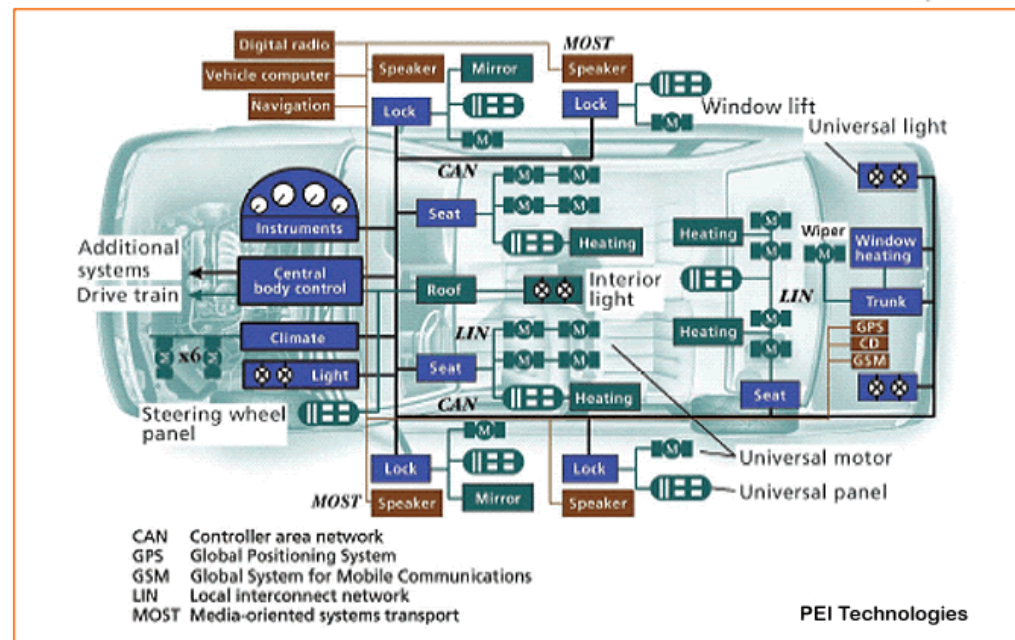 Digital radio
Vehicle computer
Navigation
MOST
Speaker
Mirror
Speaker
Lock
Lock
M
M
Window lift
Universal light
CAN
M M
Seat
M M
Heating
Instruments
Additional
systems
Drive train
Central
body control
Roof
Interior
light
Heating
M
M
Wiper
M
Window
heating
LIN
Trunk
Climate
LIN
M M
Seat
M M
CAN
Heating
Heating
M
M
Seat
GPS
CD
GSM
M x6 M
Light
Steering wheel
panel
Lock
M
Mirror
MOST
Speaker
Lock
M
Speaker
Universal motor
Universal panel
CAN Controller area network
GPS Global Positioning System
GSM Global System for Mobile Communications
LIN Local interconnect network
MOST Media-oriented systems transport
PEI Technologies